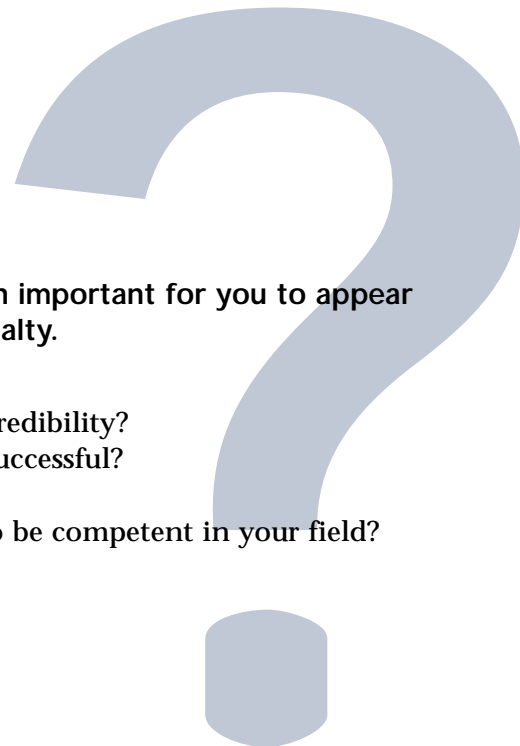 n important for you to appear
alty.
redibility?
uccessful?
o be competent in your field?
?